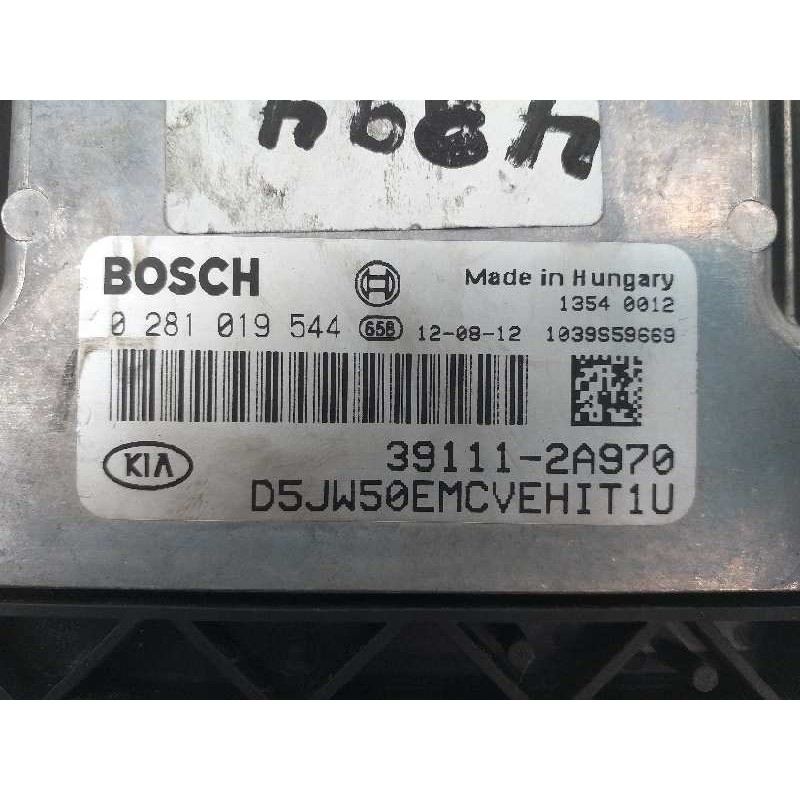 BOSCH Made in Hungary
1354 0012
0 281 019 544 658 12-08-12 1039S59669
KIA 39111-2A970
D5JW50EMCVEHIT1U